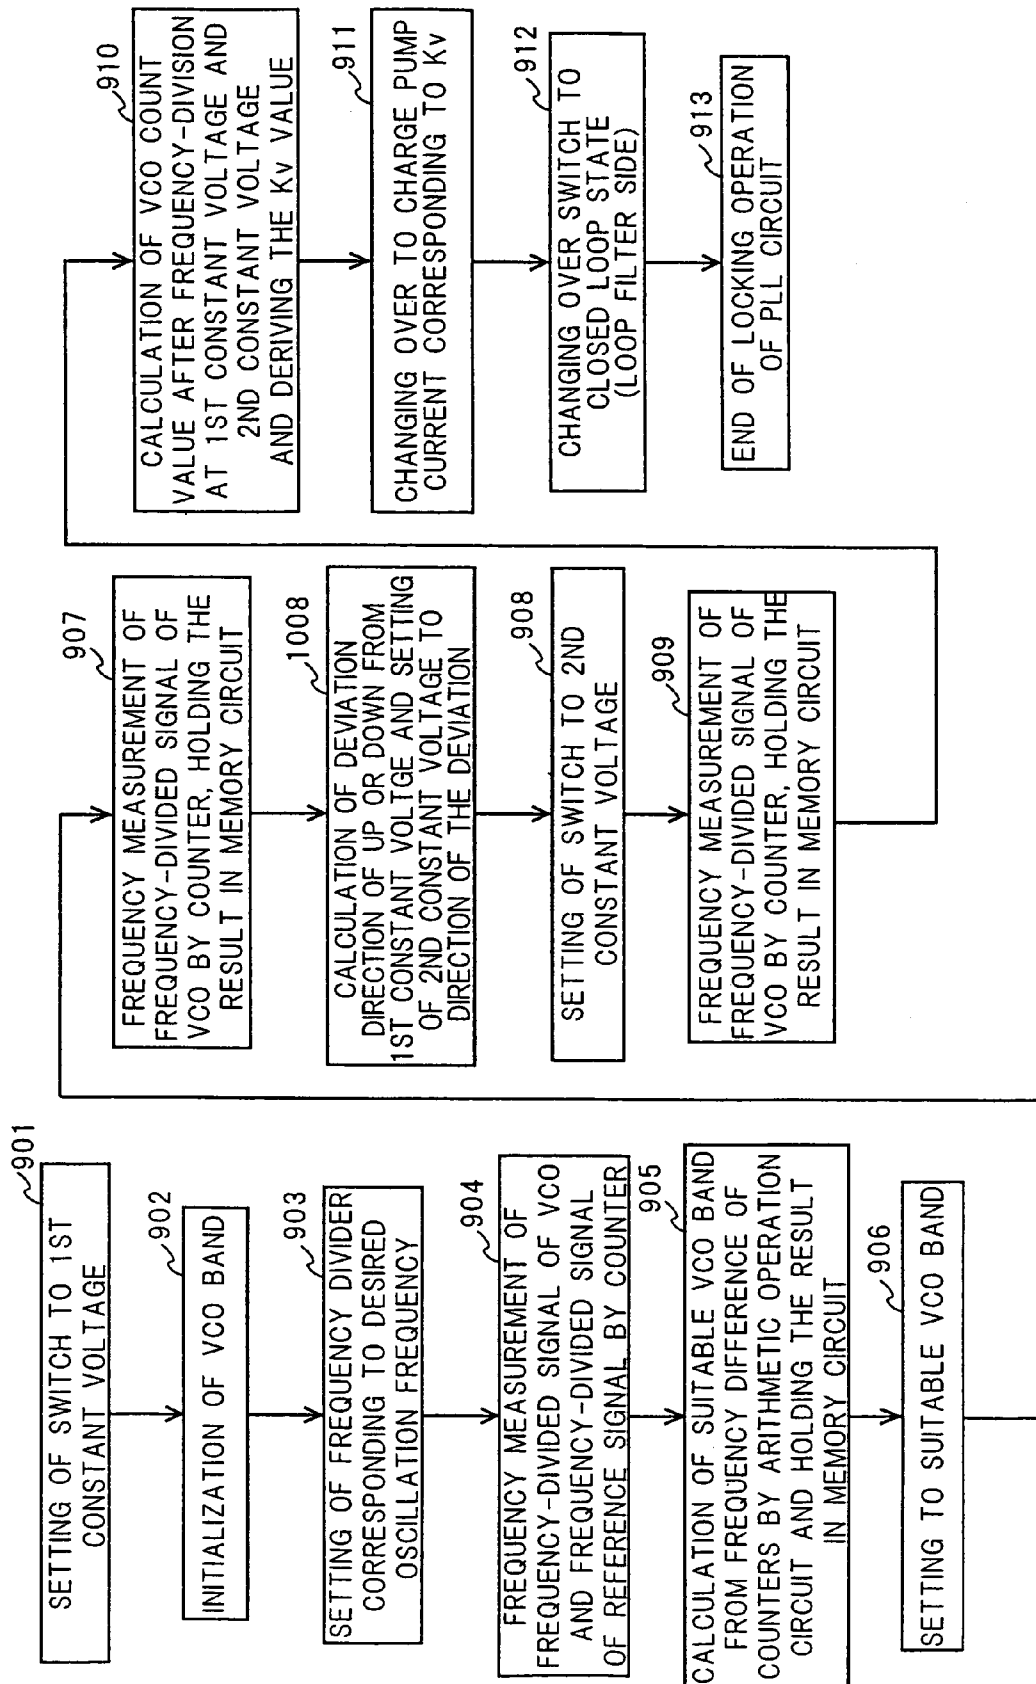 901
SETTING OF SWITCH TO 1ST
CONSTANT VOLTAGE
902
INITIALIZATION OF VCO BAND
903
SETTING OF FREQUENCY DIVIDER
CORRESPONDING TO DESIRED
OSCILLATION FREQUENCY
904
FREQUENCY MEASUREMENT OF
FREQUENCY-DIVIDED SIGNAL OF VCO
AND FREQUENCY-DIVIDED SIGNAL
OF REFERENCE SIGNAL BY COUNTER
905
CALCULATION OF SUITABLE VCO BAND
FROM FREQUENCY DIFFERENCE OF
COUNTERS BY ARITHMETIC OPERATION
CIRCUIT AND HOLDING THE RESULT
IN MEMORY CIRCUIT
906
SETTING TO SUITABLE VCO BAND
907
FREQUENCY MEASUREMENT OF
FREQUENCY-DIVIDED SIGNAL OF
VCO BY COUNTER, HOLDING THE
RESULT IN MEMORY CIRCUIT
1008
CALCULATION OF DEVIATION
DIRECTION OF UP OR DOWN FROM
1ST CONSTANT VOLTGE AND SETTING
OF 2ND CONSTANT VOLTAGE TO
DIRECTION OF THE DEVIATION
908
SETTING OF SWITCH TO 2ND
CONSTANT VOLTAGE
909
FREQUENCY MEASUREMENT OF
FREQUENCY-DIVIDED SIGNAL OF
VCO BY COUNTER, HOLDING THE
RESULT IN MEMORY CIRCUIT
910
CALCULATION OF VCO COUNT
VALUE AFTER FREQUENCY-DIVISION
AT 1ST CONSTANT VOLTAGE AND
2ND CONSTANT VOLTAGE
AND DERIVING THE Kv VALUE
911
CHANGING OVER TO CHARGE PUMP
CURRENT CORRESPONDING TO Kv
912
CHANGING OVER SWITCH TO
CLOSED LOOP STATE
(LOOP FILTER SIDE)
913
END OF LOCKING OPERATION
OF PLL CIRCUIT